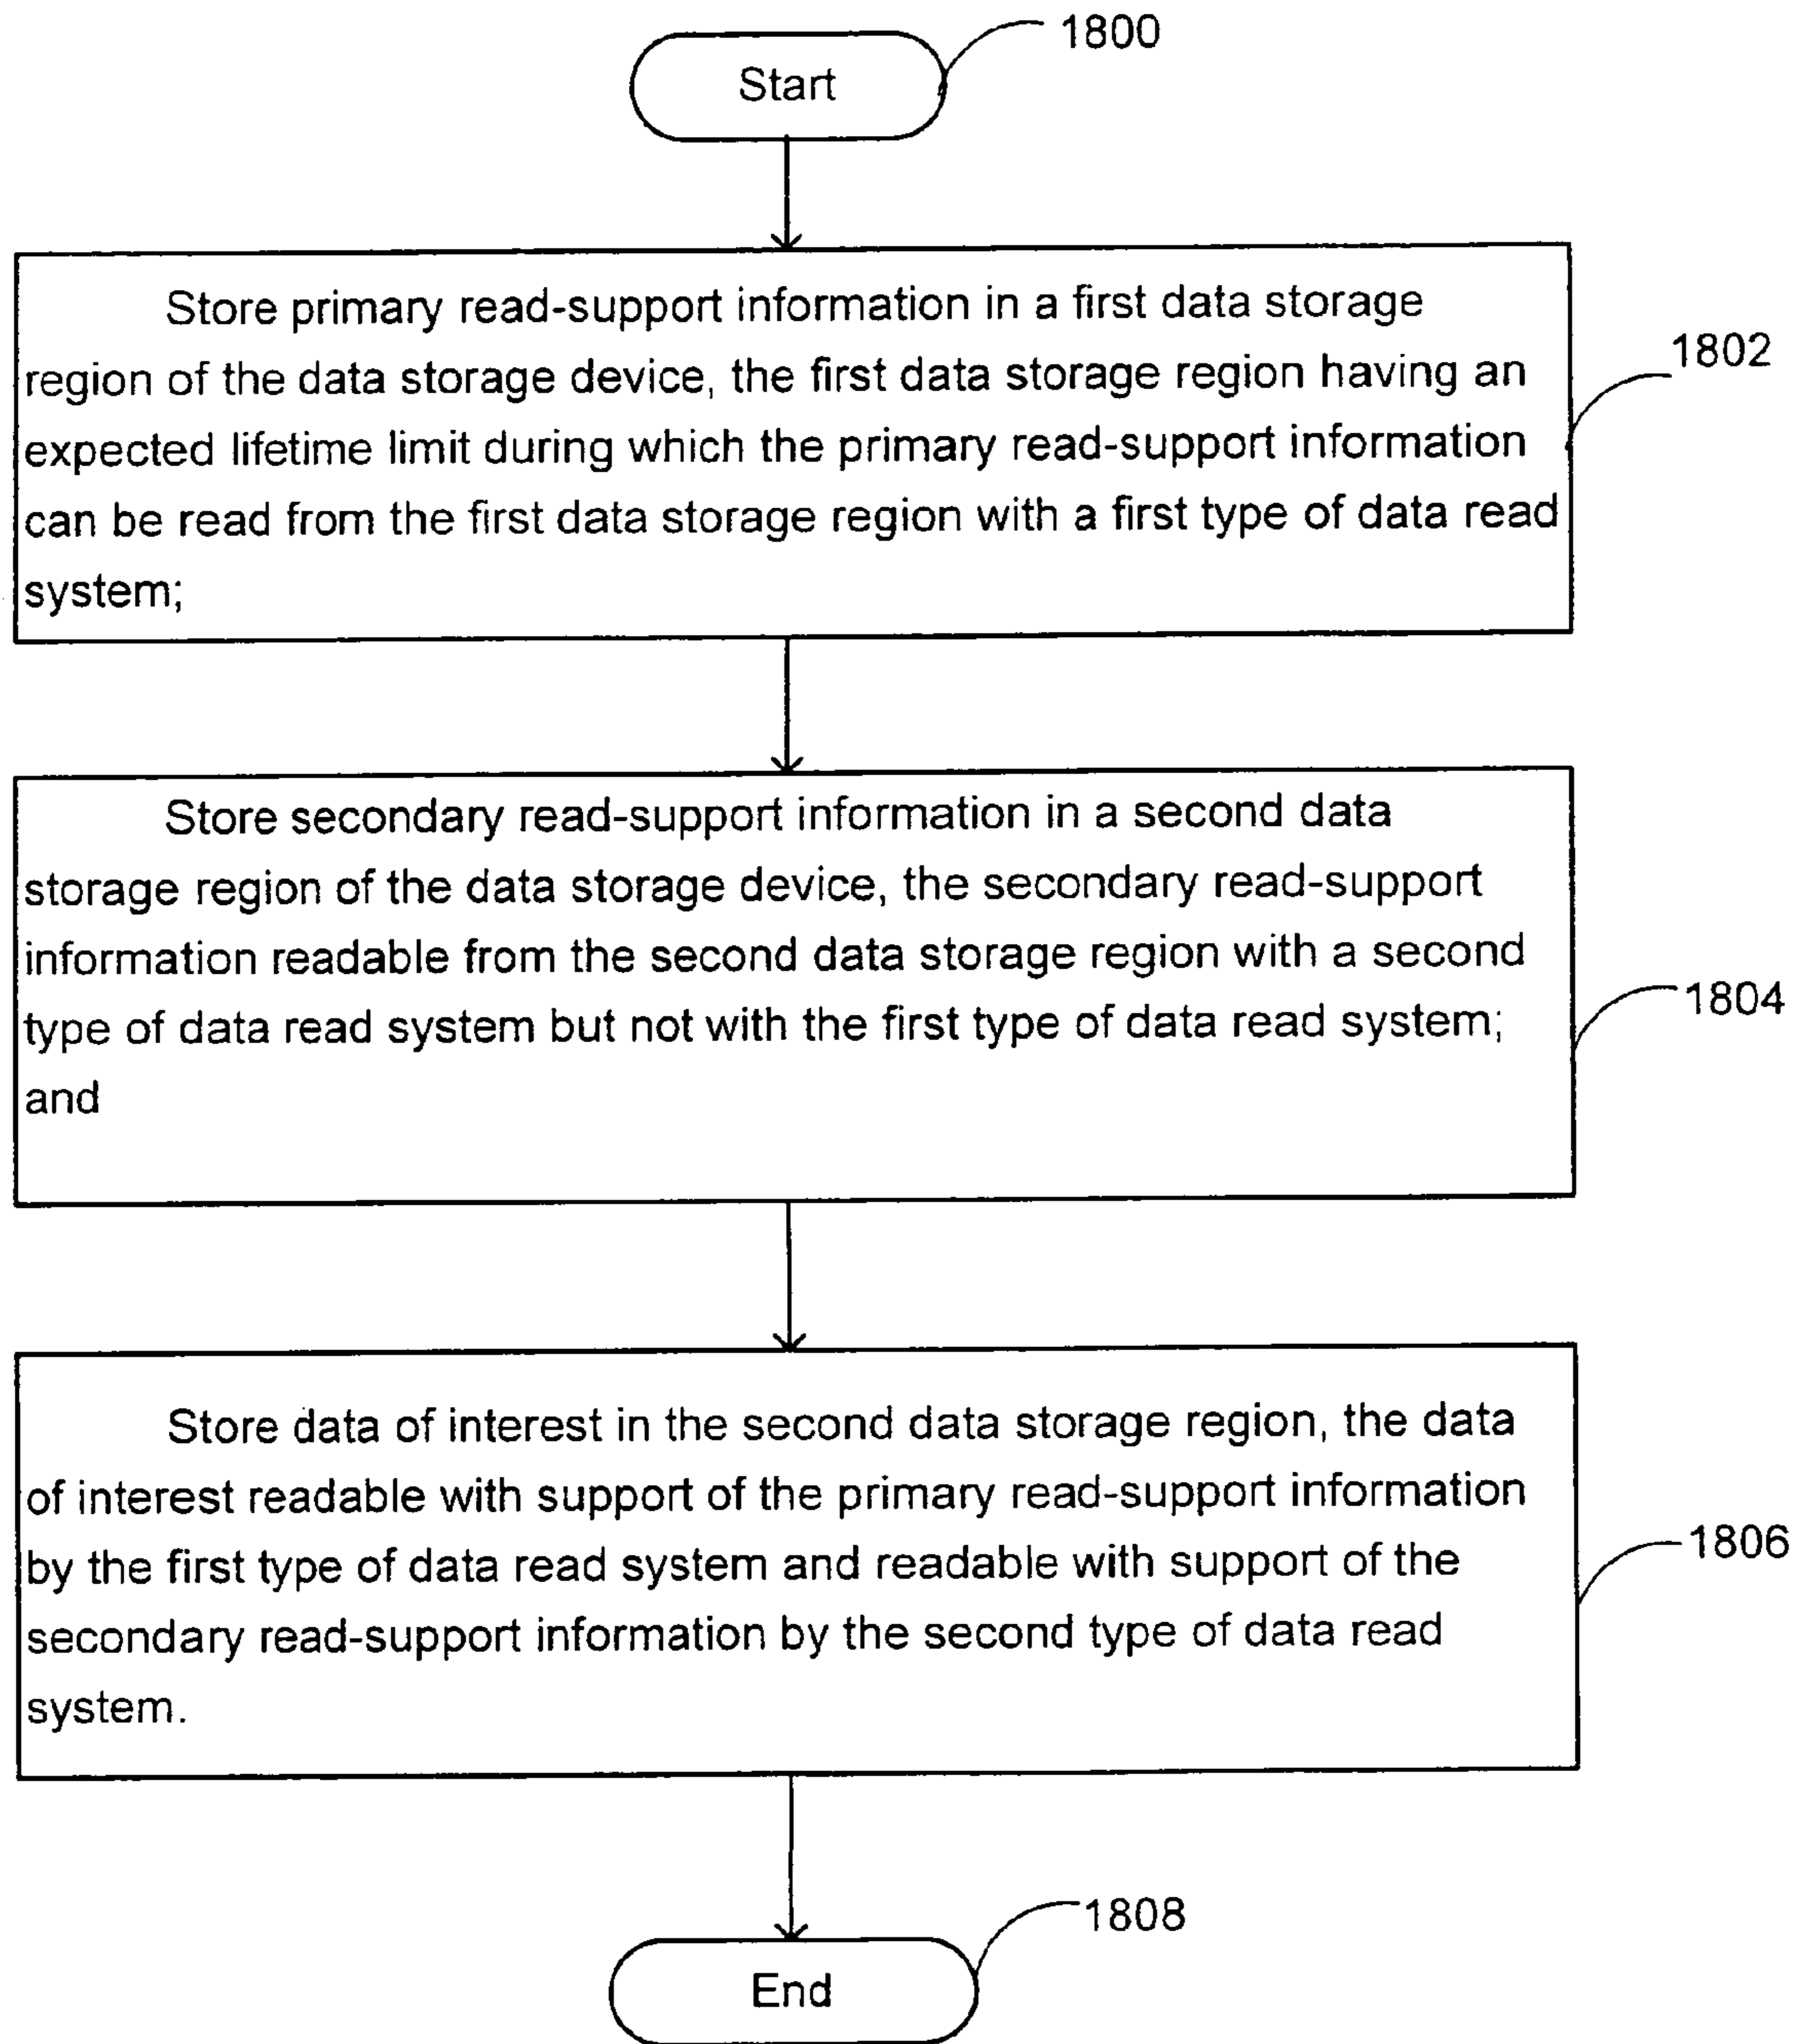 1800
Start
Store primary read-support information in a first data storage
region of the data storage device, the first data storage region having an
expected lifetime limit during which the primary read-support information
can be read from the first data storage region with a first type of data read
system;
1802
Store secondary read-support information in a second data
storage region of the data storage device, the secondary read-support
information readable from the second data storage region with a second
type of data read system but not with the first type of data read system;
and
1804
Store data of interest in the second data storage region, the data
of interest readable with support of the primary read-support information
by the first type of data read system and readable with support of the
secondary read-support information by the second type of data read
system.
1806
1808
End